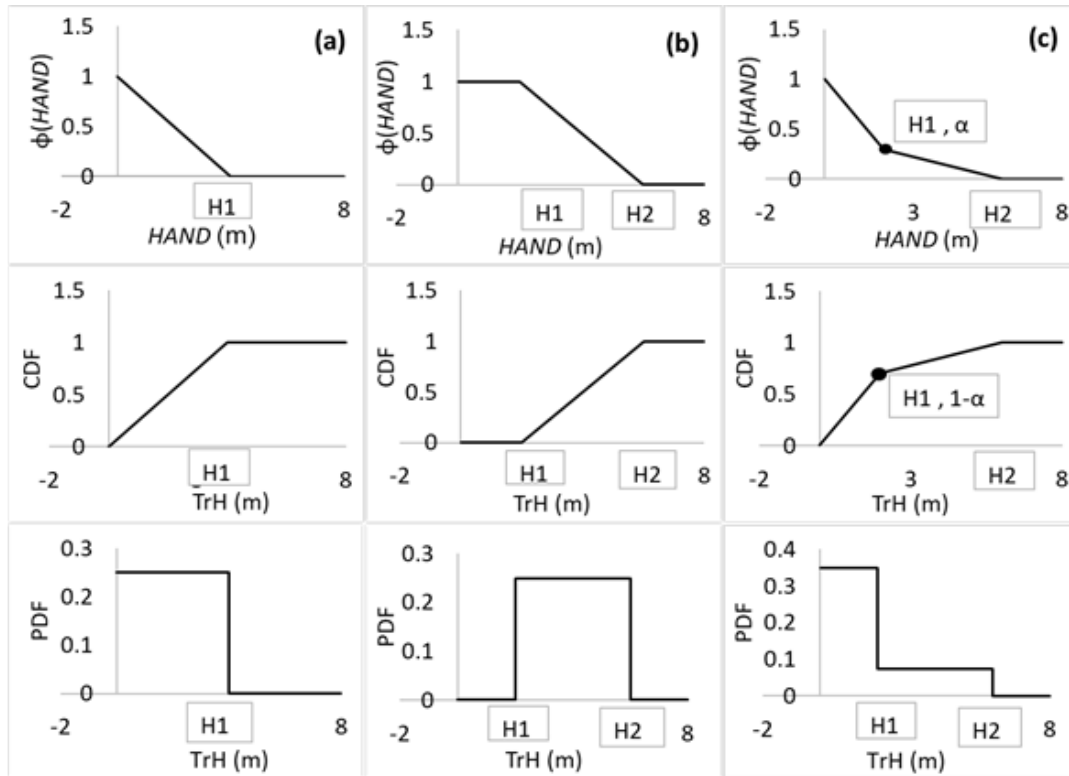 (a)
1.5
1
0.5
0
ϕ(HAND)
H1
-2
8
HAND (m)
(b)
1.5
1
0.5
0
ϕ(HAND)
H1
H2
-2
8
HAND (m)
(c)
1.5
1
0.5
0
ϕ(HAND)
H1 , α
-2
3
H2
8
HAND (m)
1.5
1
0.5
0
CDF
H1
-2
8
TrH (m)
1.5
1
0.5
0
CDF
H1
H2
-2
8
TrH (m)
1.5
1
0.5
0
CDF
H1 , 1-α
-2
3
H2
8
TrH (m)
0.3
0.2
0.1
0
PDF
H1
-2
8
TrH (m)
0.3
0.2
0.1
0
PDF
H1
H2
-2
8
TrH (m)
0.4
0.3
0.2
0.1
0
PDF
H1
H2
-2
8
TrH (m)